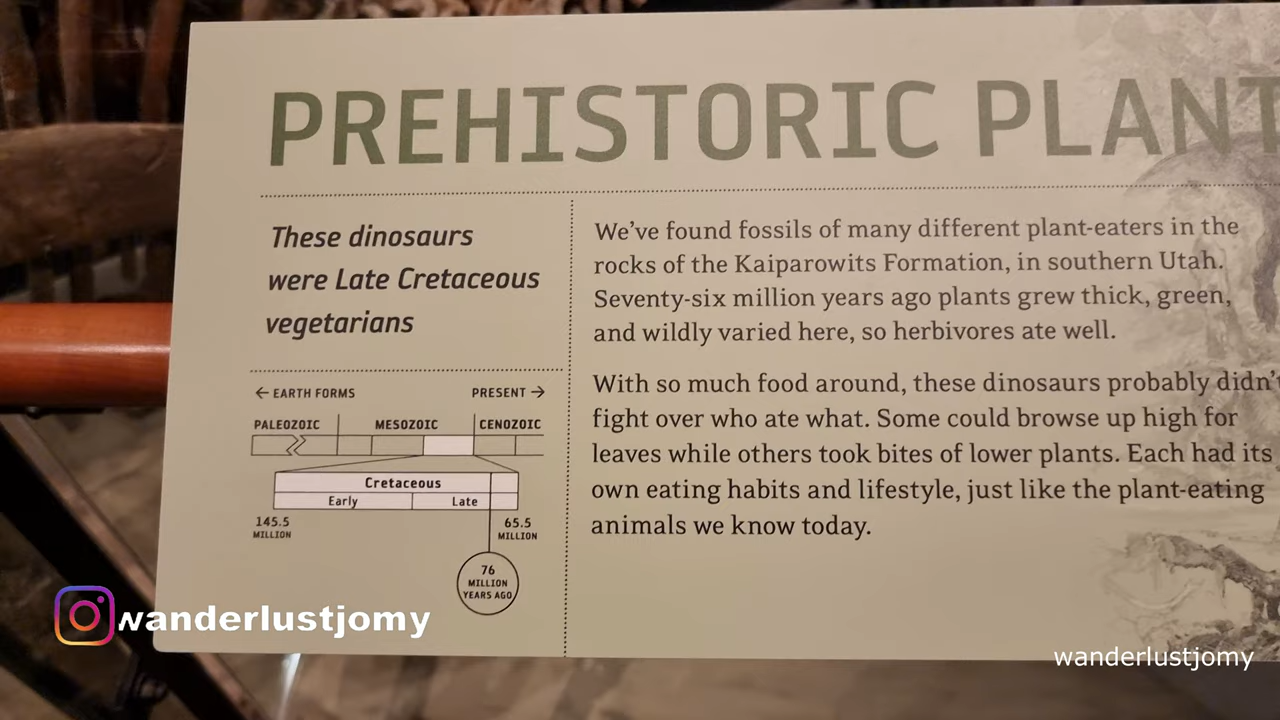 PREHISTORIC PLANT
These dinosaurs
were Late Cretaceous
vegetarians
← EARTH FORMS PRESENT →
PALEOZOIC MESOZOIC CENOZOIC
Cretaceous
Early Late
145.5
MILLION
65.5
MILLION
76
MILLION
YEARS AGO
We’ve found fossils of many different plant-eaters in the
rocks of the Kaiparowits Formation, in southern Utah.
Seventy-six million years ago plants grew thick, green,
and wildly varied here, so herbivores ate well.
With so much food around, these dinosaurs probably didn’t
fight over who ate what. Some could browse up high for
leaves while others took bites of lower plants. Each had its
own eating habits and lifestyle, just like the plant-eating
animals we know today.
wanderlustjomy
wanderlustjomy